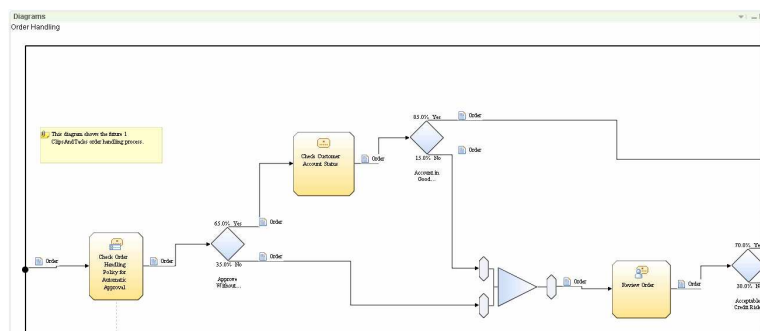 Diagrams
Order Handling
This diagram shows the future 1
ClipsAndTacks order handling process.
85.0% Yes
Order
Check Customer
Account Status
Order
15.0% No
Order
Account in
Good...
65.0% Yes
Order
Order
Check Order
Handling
Policy for
Automatic
Approval
Order
35.0% No
Order
Approve
Without...
Order
Review Order
Order
70.0% Yes
30.0% N
Acceptable
Credit Risk